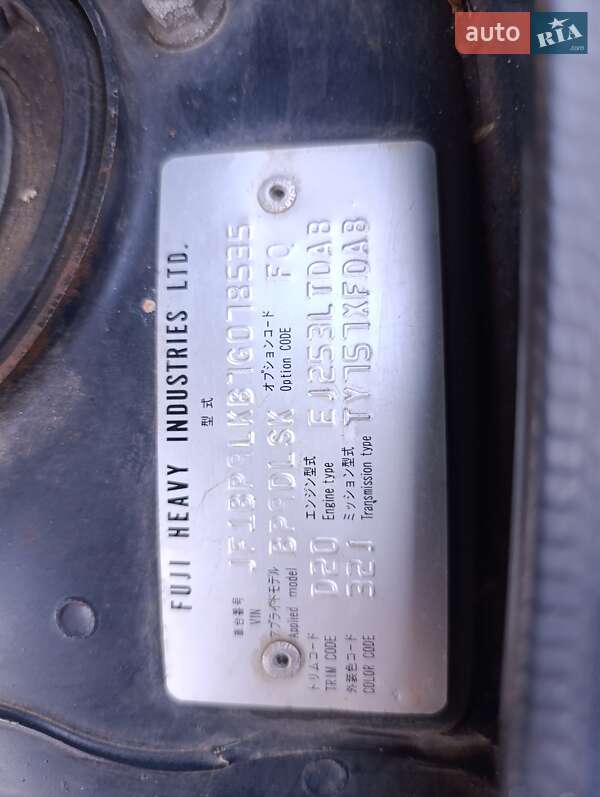 auto RIA.com
FUJI HEAVY INDUSTRIES LTD.
型式
車台番号
VIN JF1BP9LKB7G078535
アプライドモデル オプションコード
Applied model BP9DLSK Option CODE FQ
トリムコード エンジン型式
TRIM CODE D20 Engine type EJ253LTDAB
外装色コード ミッション型式
COLOR CODE 32J Transmission type TY757XFDAB